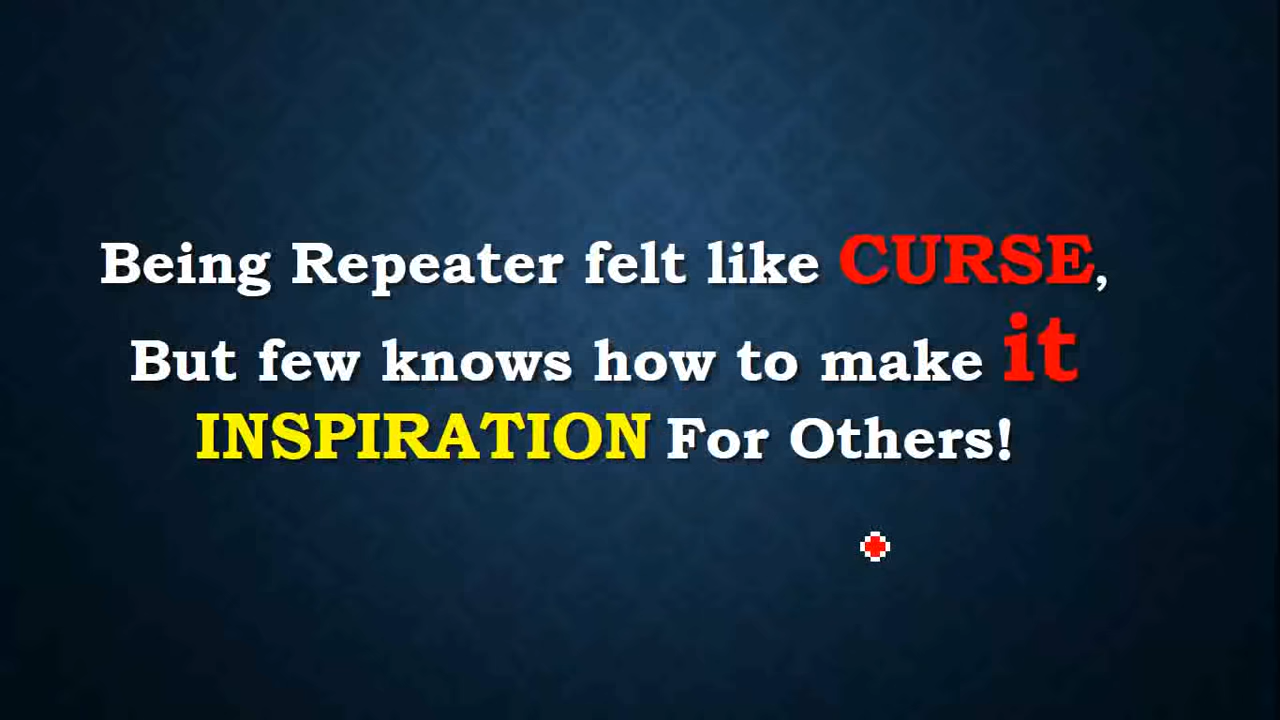 Being Repeater felt like CURSE,
But few knows how to make it
INSPIRATION For Others!